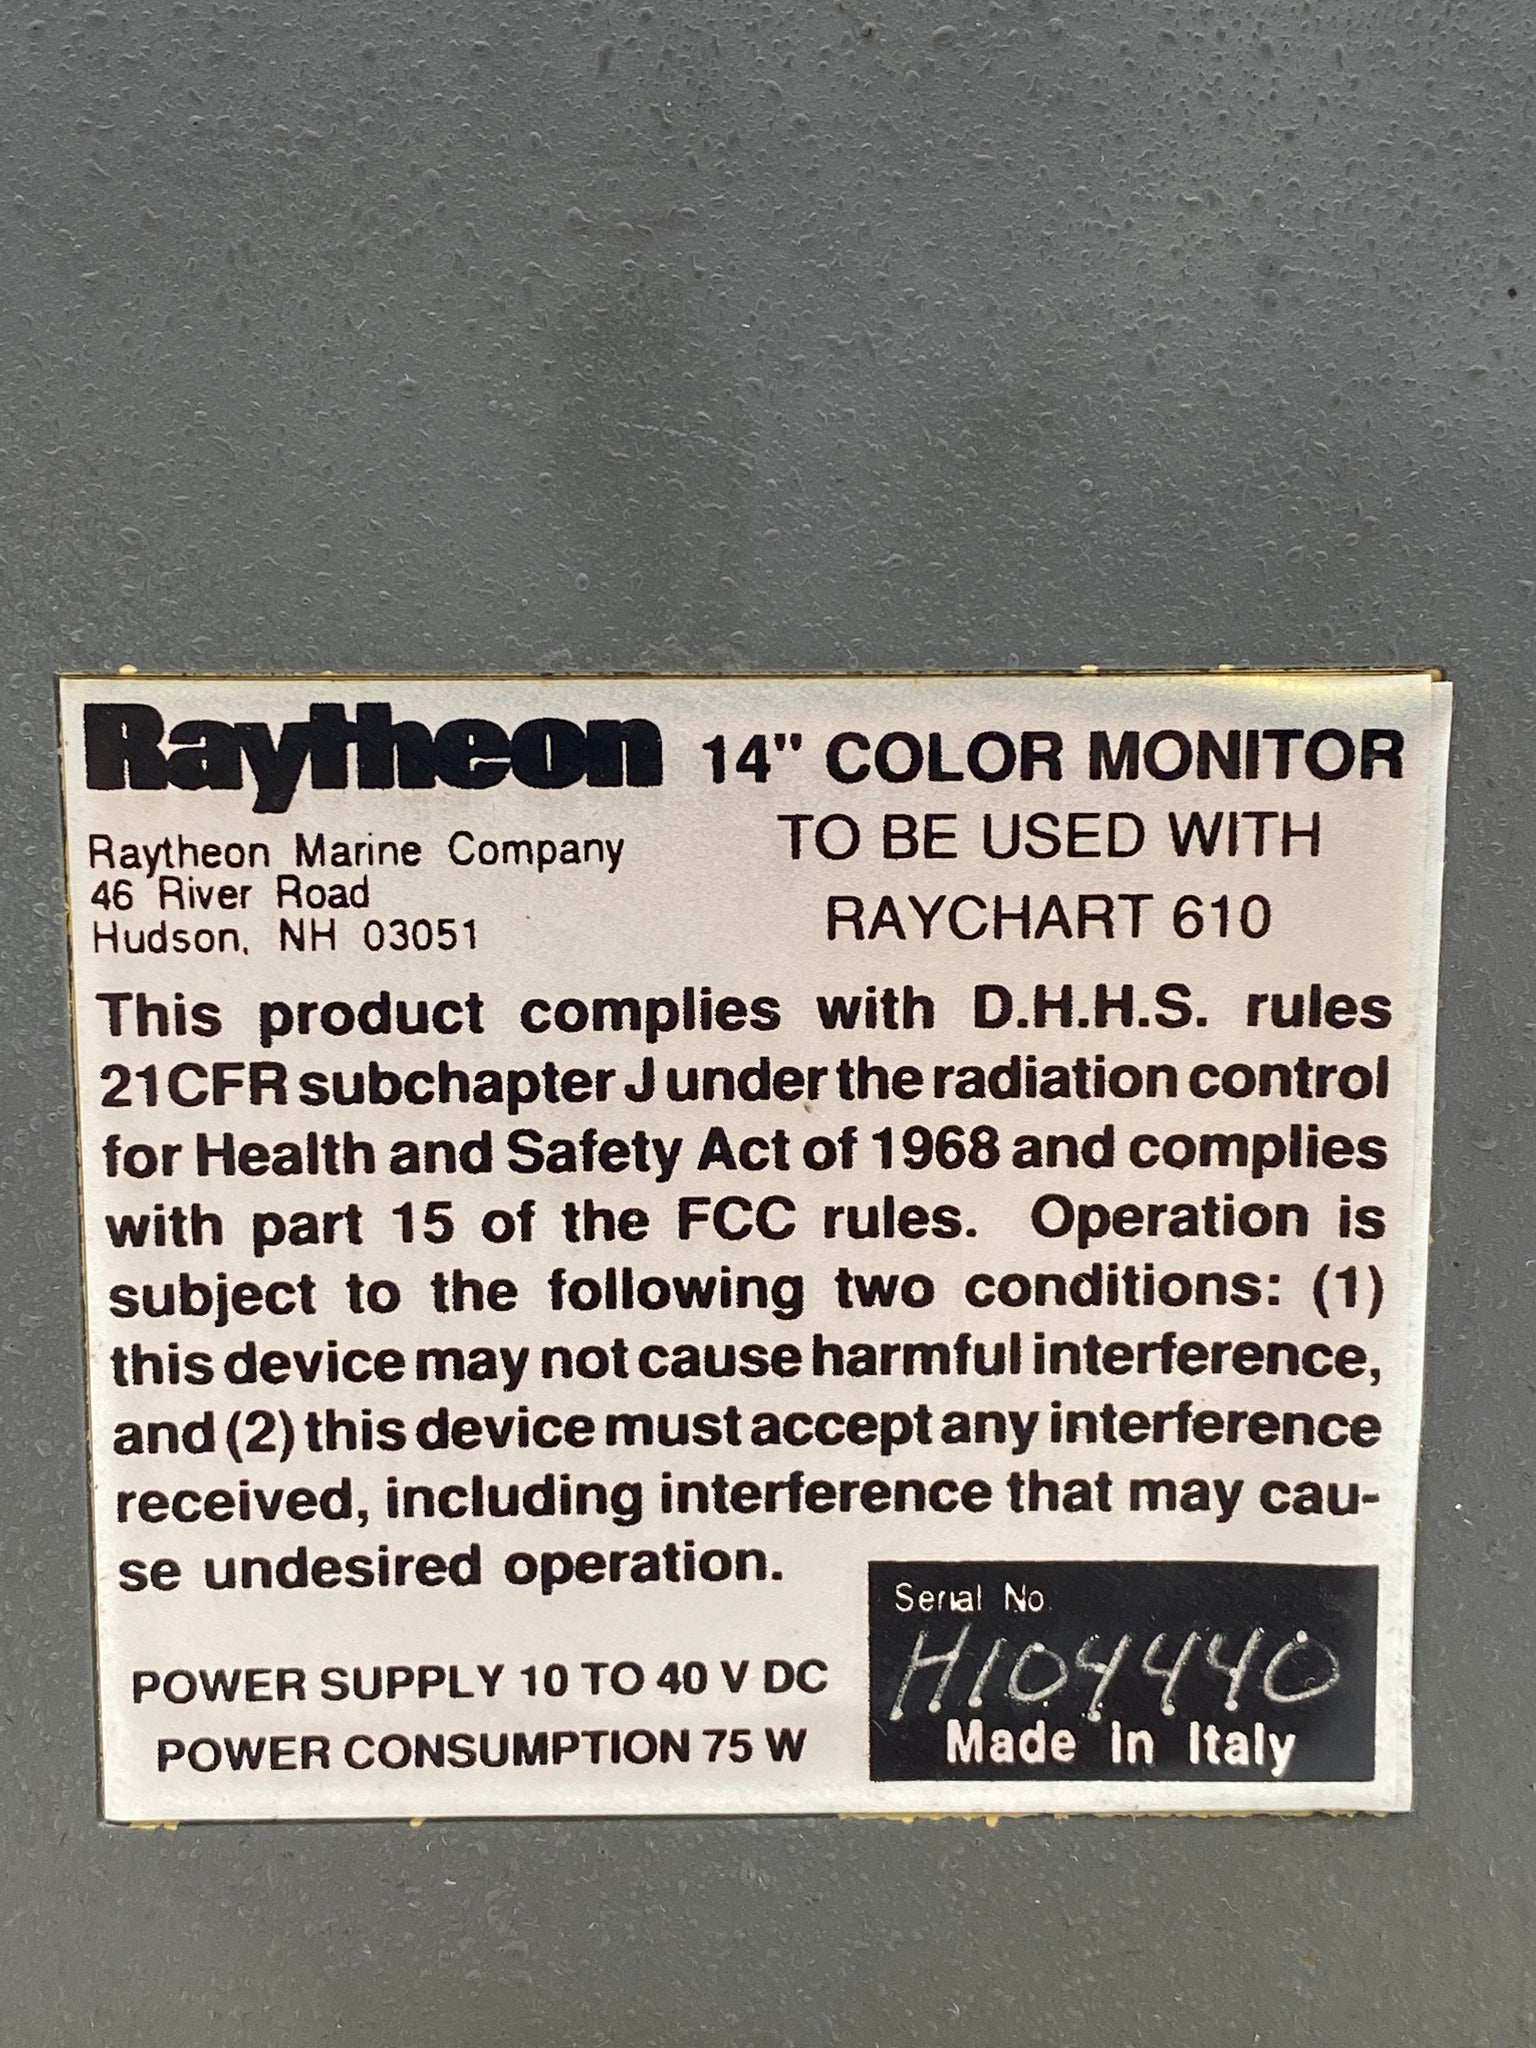 Raytheon 14" COLOR MONITOR
TO BE USED WITH
RAYCHART 610
Raytheon Marine Company
46 River Road
Hudson, NH 03051
This product complies with D.H.H.S. rules
21CFR subchapter J under the radiation control
for Health and Safety Act of 1968 and complies
with part 15 of the FCC rules. Operation is
subject to the following two conditions: (1)
this device may not cause harmful interference,
and (2) this device must accept any interference
received, including interference that may cau-
se undesired operation.
POWER SUPPLY 10 TO 40 V DC
POWER CONSUMPTION 75 W
Serial No.
H104440
Made in Italy